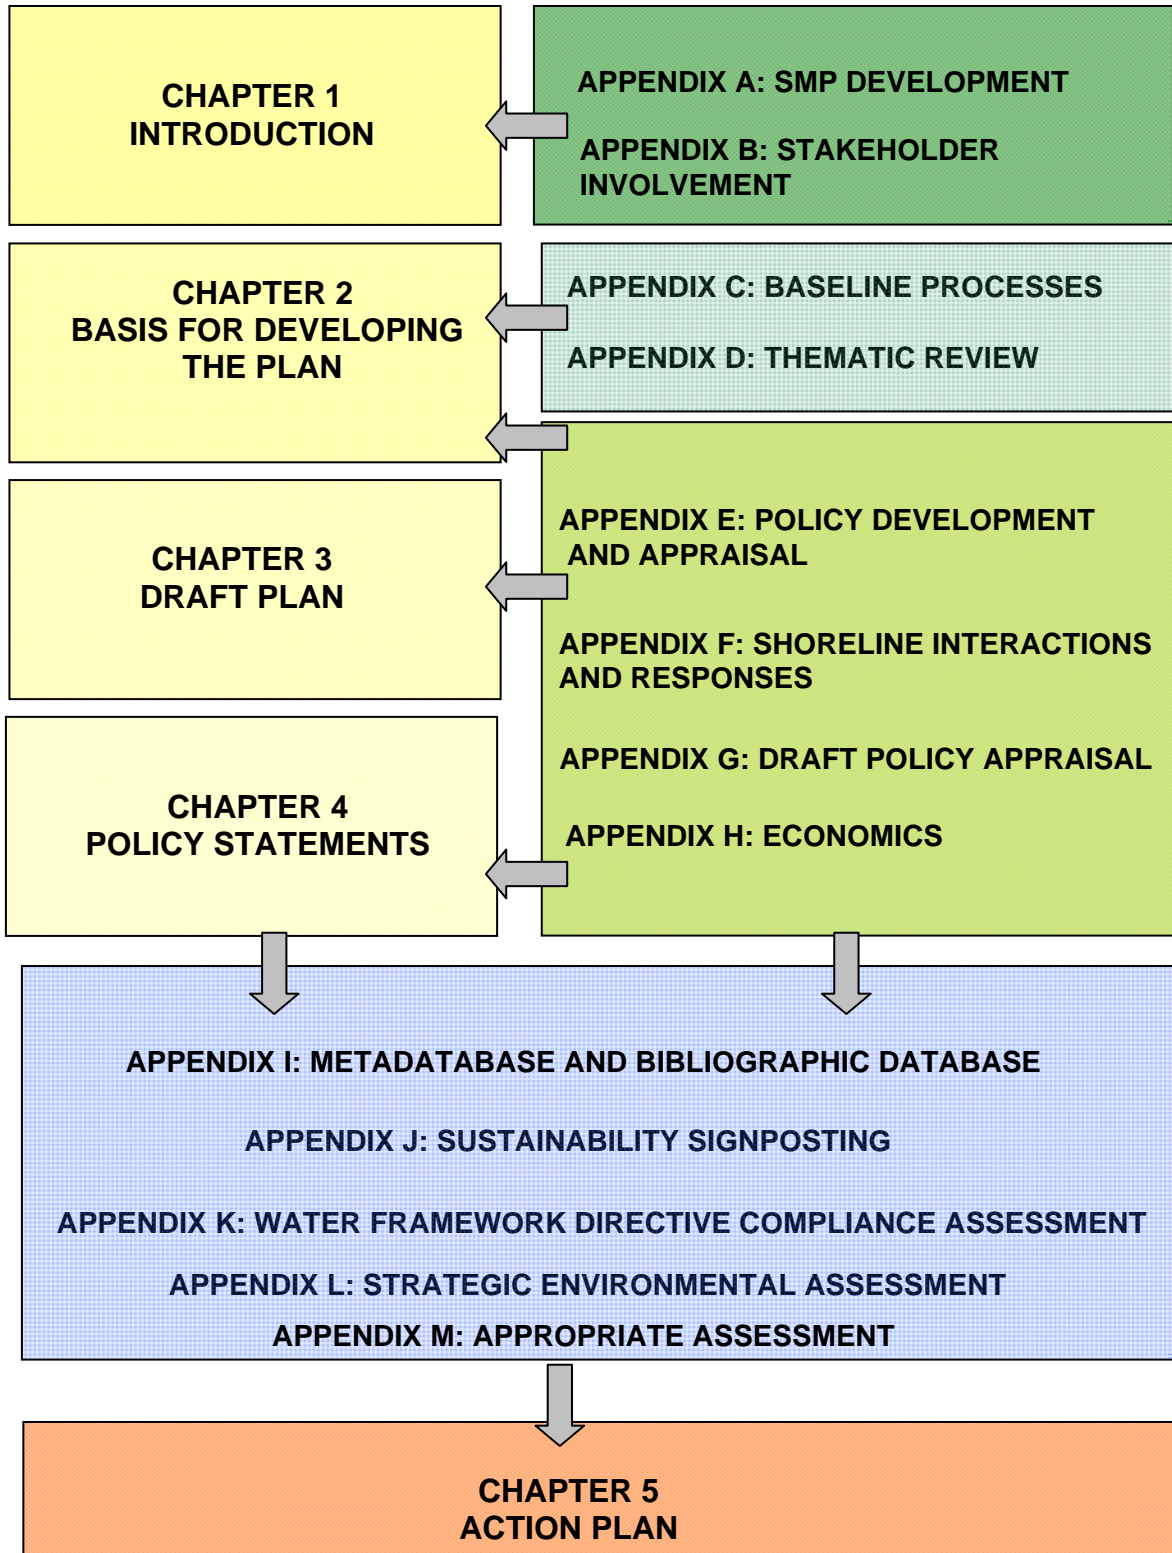 CHAPTER 1
INTRODUCTION
APPENDIX A: SMP DEVELOPMENT
APPENDIX B: STAKEHOLDER
INVOLVEMENT
CHAPTER 2
BASIS FOR DEVELOPING
THE PLAN
APPENDIX C: BASELINE PROCESSES
APPENDIX D: THEMATIC REVIEW
CHAPTER 3
DRAFT PLAN
APPENDIX E: POLICY DEVELOPMENT
AND APPRAISAL
APPENDIX F: SHORELINE INTERACTIONS
AND RESPONSES
APPENDIX G: DRAFT POLICY APPRAISAL
APPENDIX H: ECONOMICS
CHAPTER 4
POLICY STATEMENTS
APPENDIX I: METADATABASE AND BIBLIOGRAPHIC DATABASE
APPENDIX J: SUSTAINABILITY SIGNPOSTING
APPENDIX K: WATER FRAMEWORK DIRECTIVE COMPLIANCE ASSESSMENT
APPENDIX L: STRATEGIC ENVIRONMENTAL ASSESSMENT
APPENDIX M: APPROPRIATE ASSESSMENT
CHAPTER 5
ACTION PLAN